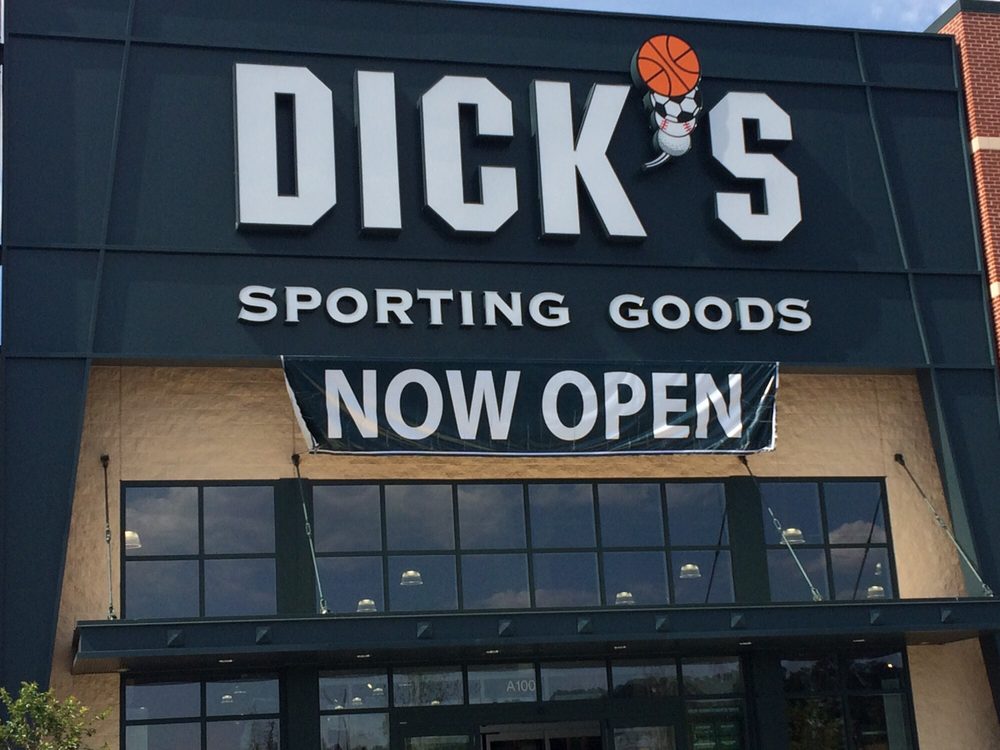 DICK'S
SPORTING GOODS
NOW OPEN
A100